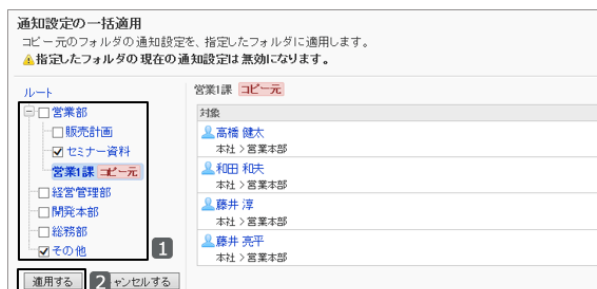 通知設定の一括適用
コピー元のフォルダの通知設定を、指定したフォルダに適用します。
指定したフォルダの現在の通知設定は無効になります。
ルート
営業部
販売計画
セミナー資料
営業1課 コピー元
経営管理部
開発本部
総務部
その他
1
適用する
2
ャンセルする
営業1課 コピー元
対象
高橋 健太
本社 > 営業本部
和田 和夫
本社 > 営業本部
藤井 淳
本社 > 営業本部
藤井 亮平
本社 > 営業本部